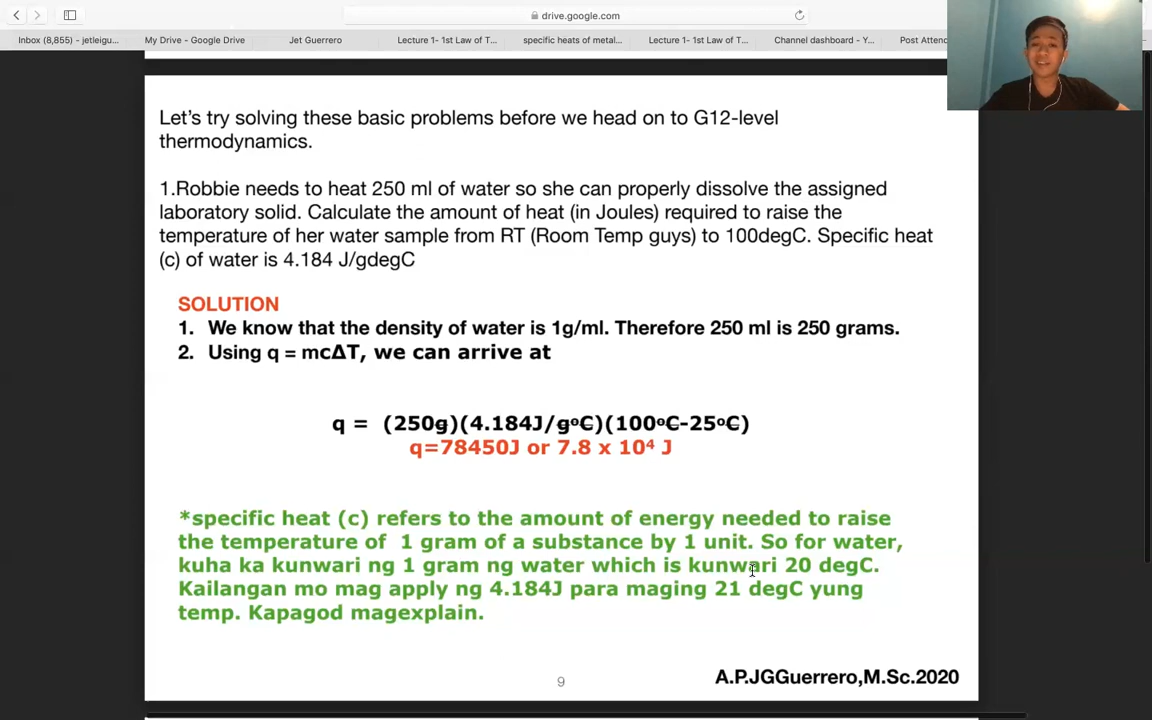 drive.google.com
Inbox (8,855) – jetleigu...
My Drive - Google Drive
Jet Guerrero
Lecture 1- 1st Law of T...
specific heats of metal...
Lecture 1- 1st Law of T...
Channel dashboard - Y...
Post Attend
Let's try solving these basic problems before we head on to G12-level
thermodynamics.
1.Robbie needs to heat 250 ml of water so she can properly dissolve the assigned
laboratory solid. Calculate the amount of heat (in Joules) required to raise the
temperature of her water sample from RT (Room Temp guys) to 100degC. Specific heat
(c) of water is 4.184 J/gdegC
SOLUTION
1. We know that the density of water is 1g/ml. Therefore 250 ml is 250 grams.
2. Using q = mcΔT, we can arrive at
q = (250g)(4.184J/gºC)(100ºC-25ºC)
q=78450J or 7.8 x 10⁴ J
*specific heat (c) refers to the amount of energy needed to raise
the temperature of 1 gram of a substance by 1 unit. So for water,
kuha ka kunwari ng 1 gram ng water which is kunwari 20 degC.
Kailangan mo mag apply ng 4.184J para maging 21 degC yung
temp. Kapagod magexplain.
9
A.P.JGGuerrero,M.Sc.2020